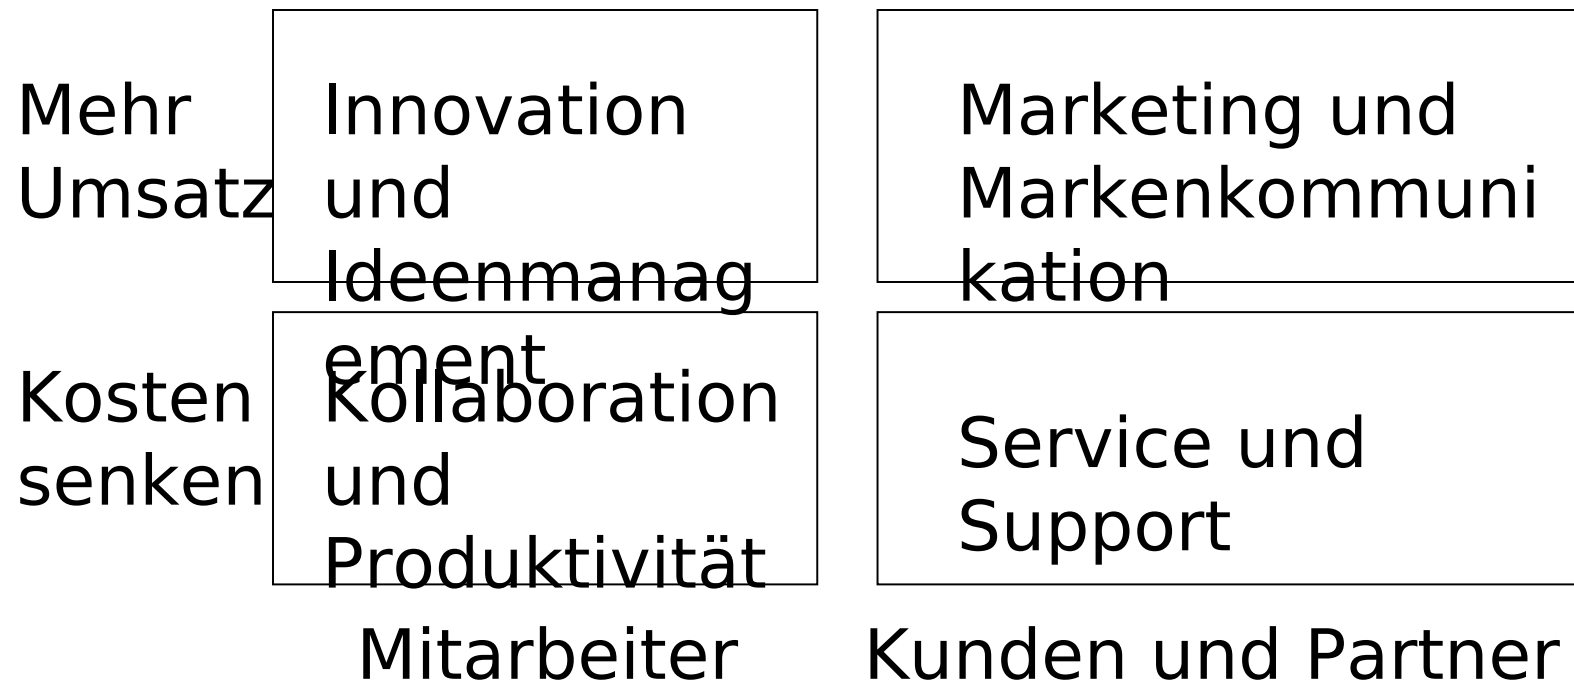 Mehr
Umsatz
Innovation
und
Ideenmanag
ement
Marketing und
Markenkommuni
kation
Kosten
senken
Kollaboration
und
Produktivität
Service und
Support
Mitarbeiter
Kunden und Partner